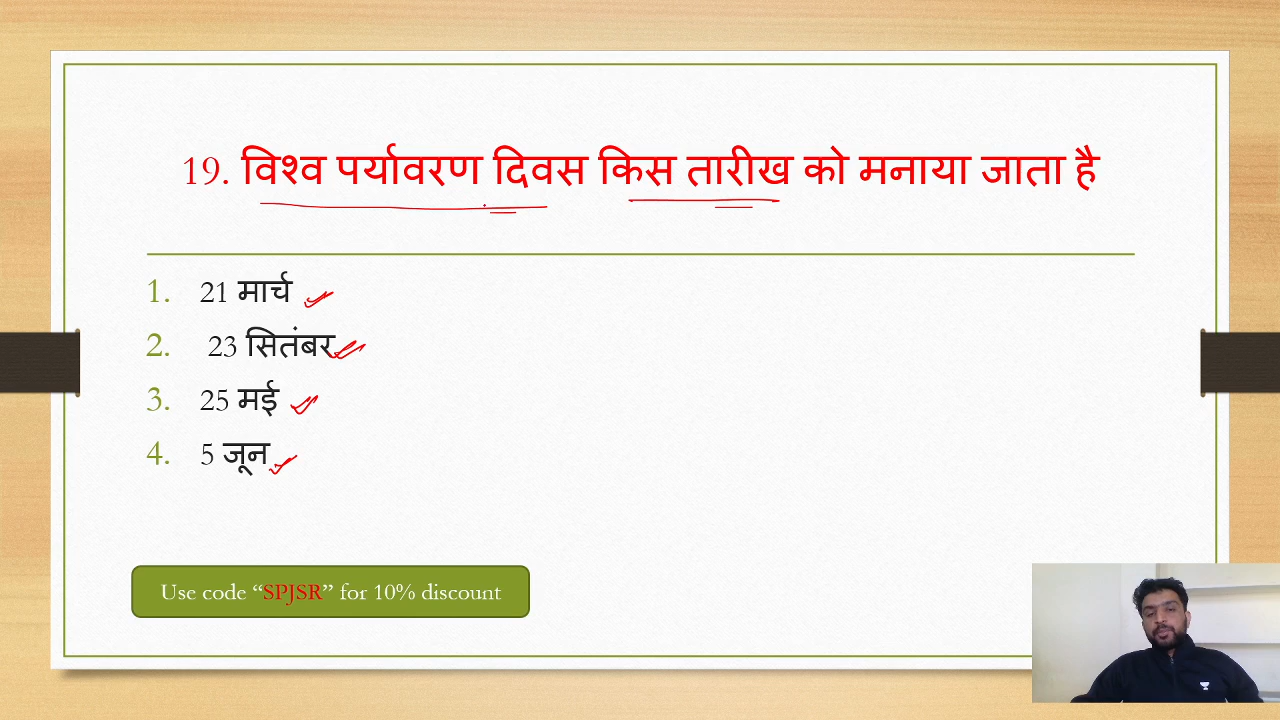 19. विश्व पर्यावरण दिवस किस तारीख को मनाया जाता है
1. 21 मार्च
2. 23 सितंबर
3. 25 मई
4. 5 जून
Use code “SPJSR” for 10% discount